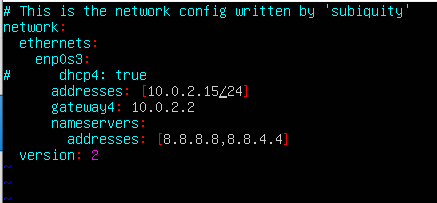 # This is the network config written by 'subiquity'
network:
  ethernets:
    enp0s3:
#      dhcp4: true
      addresses: [10.0.2.15/24]
      gateway4: 10.0.2.2
      nameservers:
        addresses: [8.8.8.8,8.8.4.4]
  version: 2
~
~
~